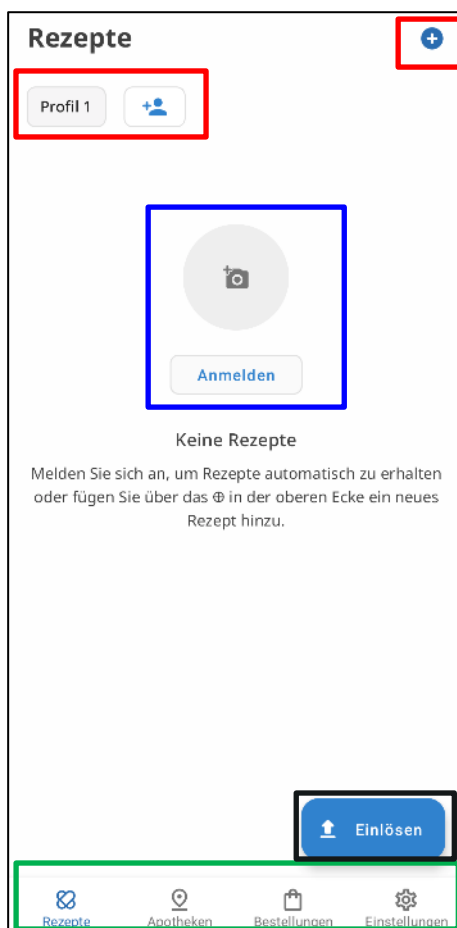 Rezepte
Profil 1
Anmelden
Keine Rezepte
Melden Sie sich an, um Rezepte automatisch zu erhalten
oder fügen Sie über das ⊕ in der oberen Ecke ein neues
Rezept hinzu.
Einlösen
Rezepte Apotheken Bestellungen Einstellungen